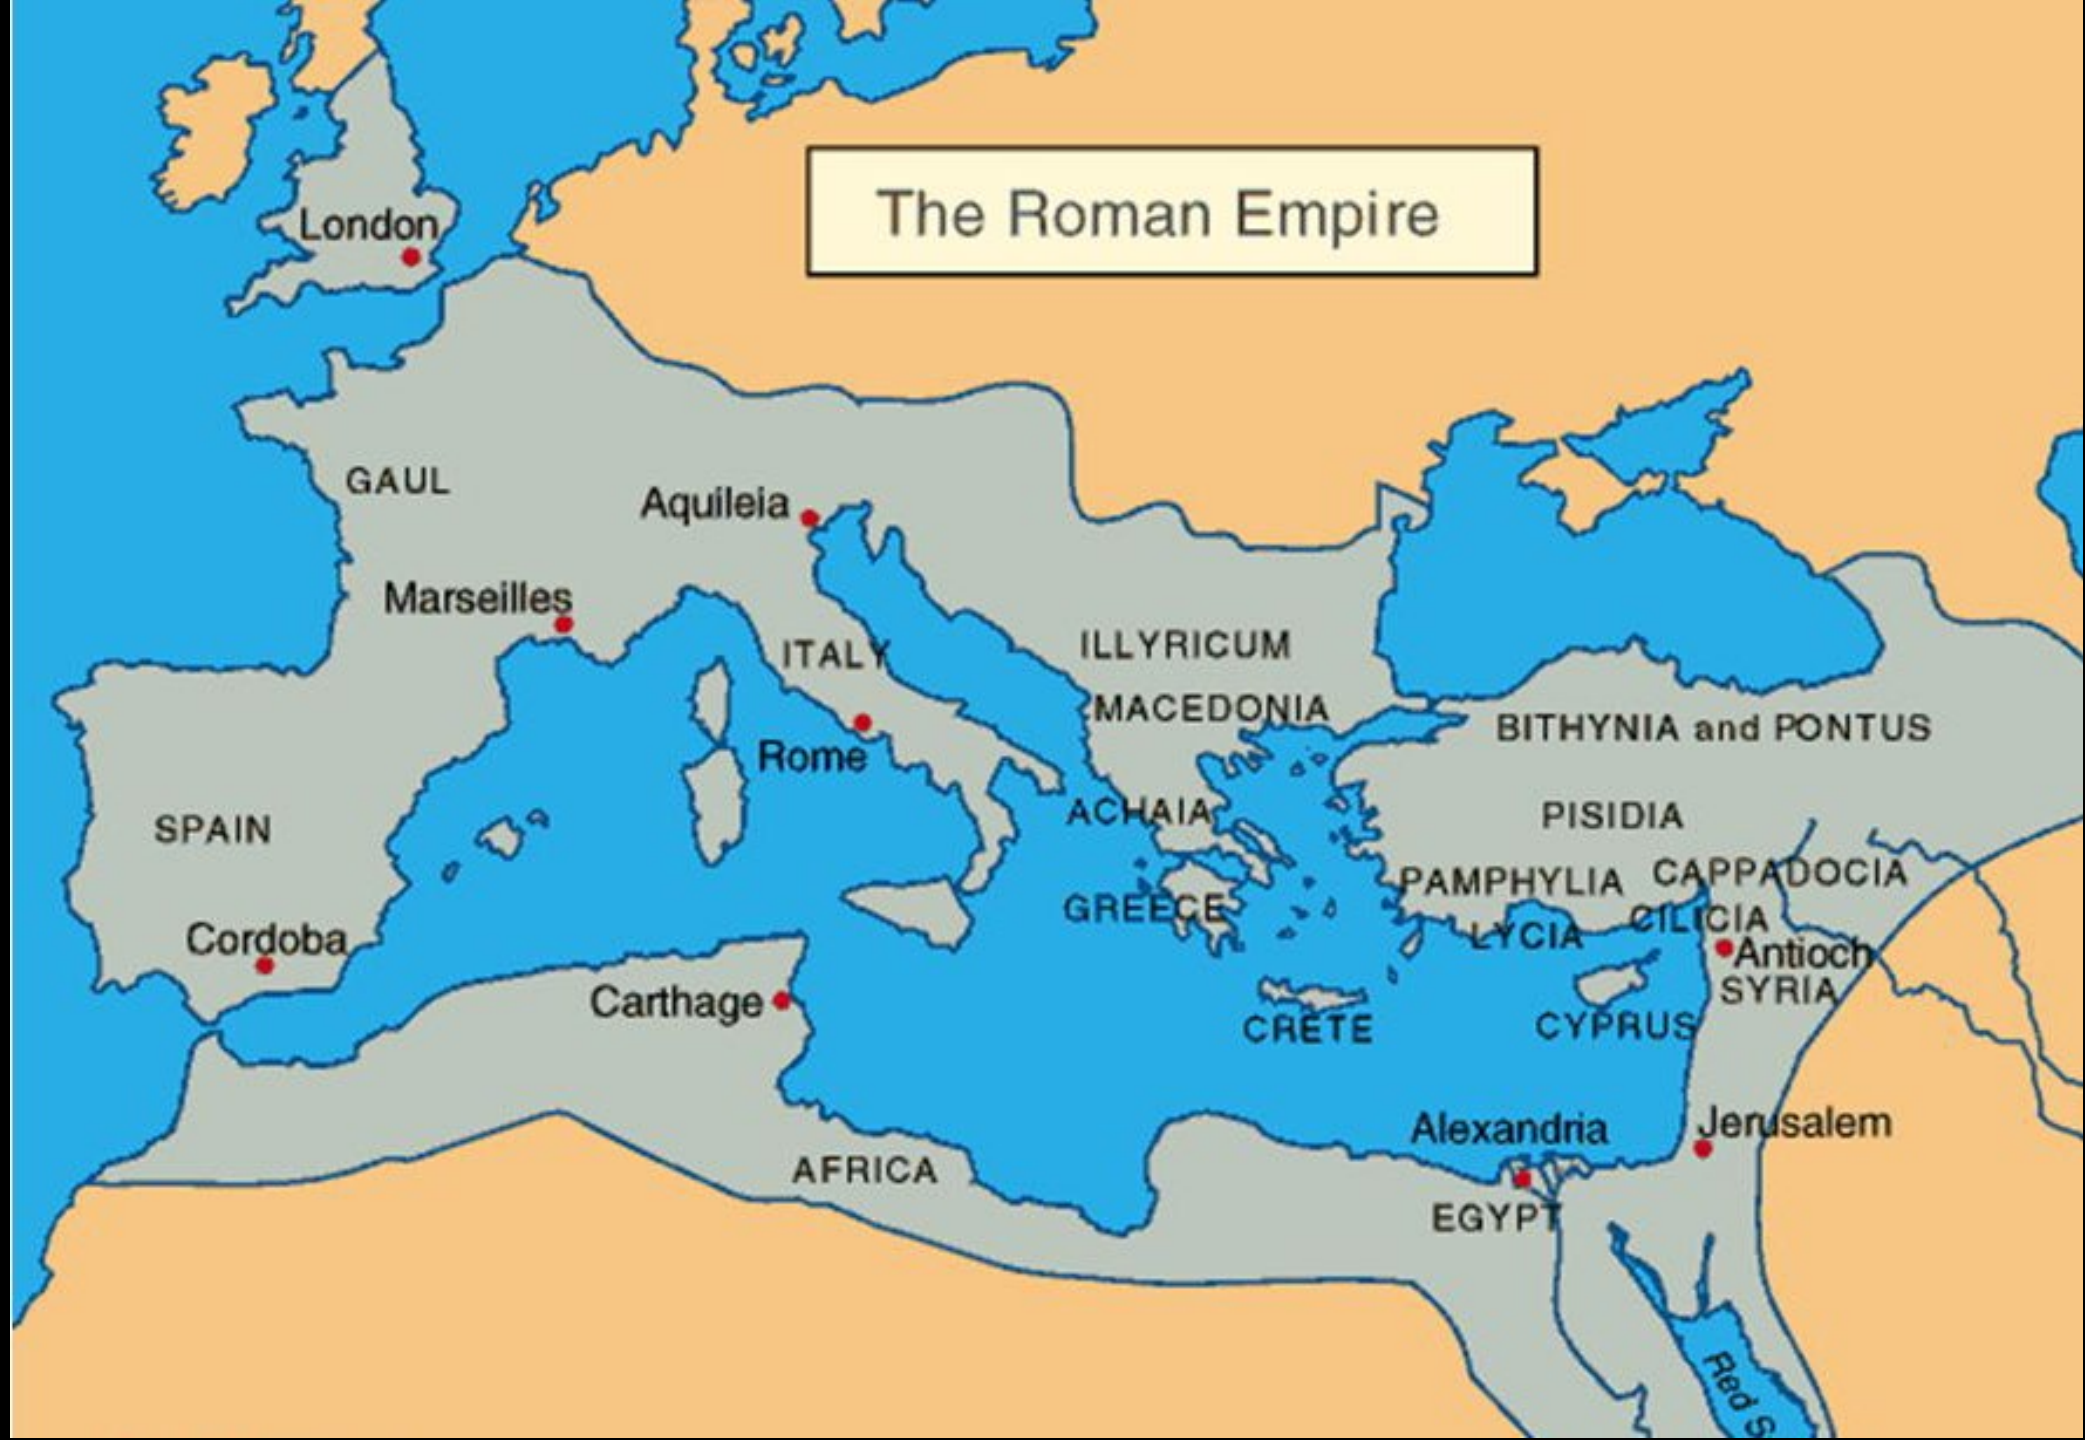 The Roman Empire
London
GAUL
Aquileia
Marseilles
ITALY
ILLYRICUM
MACEDONIA
BITHYNIA and PONTUS
Rome
SPAIN
ACHAIA
PISIDIA
PAMPHYLIA
CAPPADOCIA
GREECE
CILICIA
LYCIA
Cordoba
Antioch
SYRIA
Carthage
CRETE
CYPRUS
Alexandria
Jerusalem
AFRICA
EGYPT
Red S